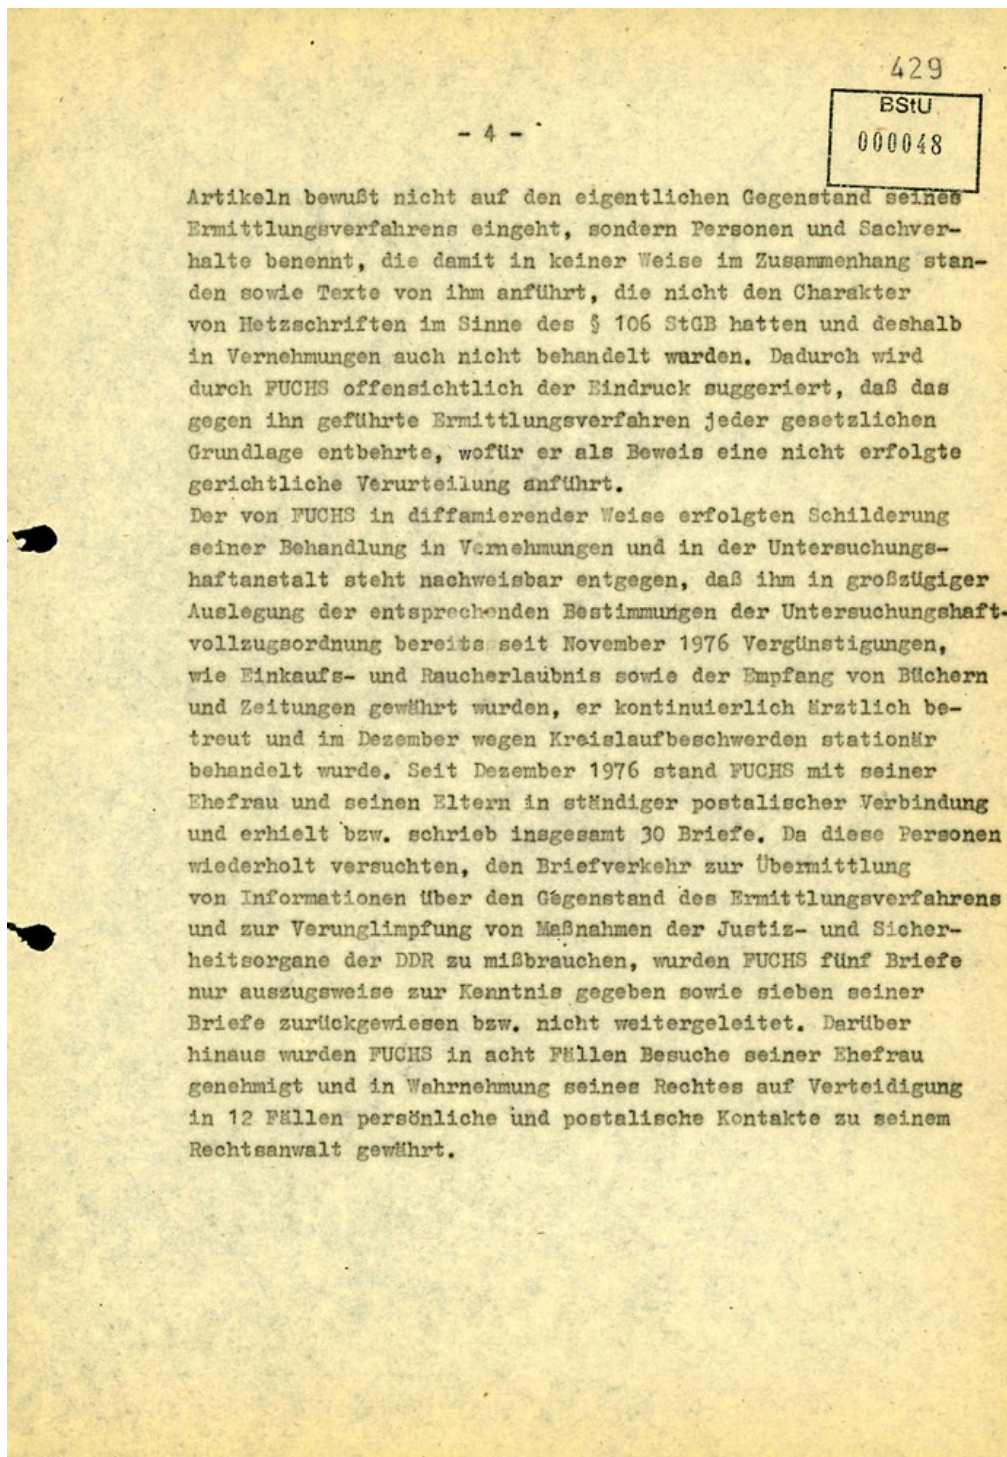 429
BStU
000048
- 4 -
Artikeln bewußt nicht auf den eigentlichen Gegenstand seines
Ermittlungsverfahrens eingeht, sondern Personen und Sachver-
halte benennt, die damit in keiner Weise im Zusammenhang stan-
den sowie Texte von ihm anführt, die nicht den Charakter
von Hetzschriften im Sinne des § 106 StGB hatten und deshalb
in Vernehmungen auch nicht behandelt wurden. Dadurch wird
durch FUCHS offensichtlich der Eindruck suggeriert, daß das
gegen ihn geführte Ermittlungsverfahren jeder gesetzlichen
Grundlage entbehrte, wofür er als Beweis eine nicht erfolgte
gerichtliche Verurteilung anführt.
Der von FUCHS in diffamierender Weise erfolgten Schilderung
seiner Behandlung in Vernehmungen und in der Untersuchungs-
haftanstalt steht nachweisbar entgegen, daß ihm in großzügiger
Auslegung der entsprechenden Bestimmungen der Untersuchungshaft-
vollzugsordnung bereits seit November 1976 Vergünstigungen,
wie Einkaufs- und Raucherlaubnis sowie der Empfang von Büchern
und Zeitungen gewährt wurden, er kontinuierlich ärztlich be-
treut und im Dezember wegen Kreislaufbeschwerden stationär
behandelt wurde. Seit Dezember 1976 stand FUCHS mit seiner
Ehefrau und seinen Eltern in ständiger postalischer Verbindung
und erhielt bzw. schrieb insgesamt 30 Briefe. Da diese Personen
wiederholt versuchten, den Briefverkehr zur Übermittlung
von Informationen über den Gegenstand des Ermittlungsverfahrens
und zur Verunglimpfung von Maßnahmen der Justiz- und Sicher-
heitsorgane der DDR zu mißbrauchen, wurden FUCHS fünf Briefe
nur auszugsweise zur Kenntnis gegeben sowie sieben seiner
Briefe zurückgewiesen bzw. nicht weitergeleitet. Darüber
hinaus wurden FUCHS in acht Fällen Besuche seiner Ehefrau
genehmigt und in Wahrnehmung seines Rechtes auf Verteidigung
in 12 Fällen persönliche und postalische Kontakte zu seinem
Rechtsanwalt gewährt.